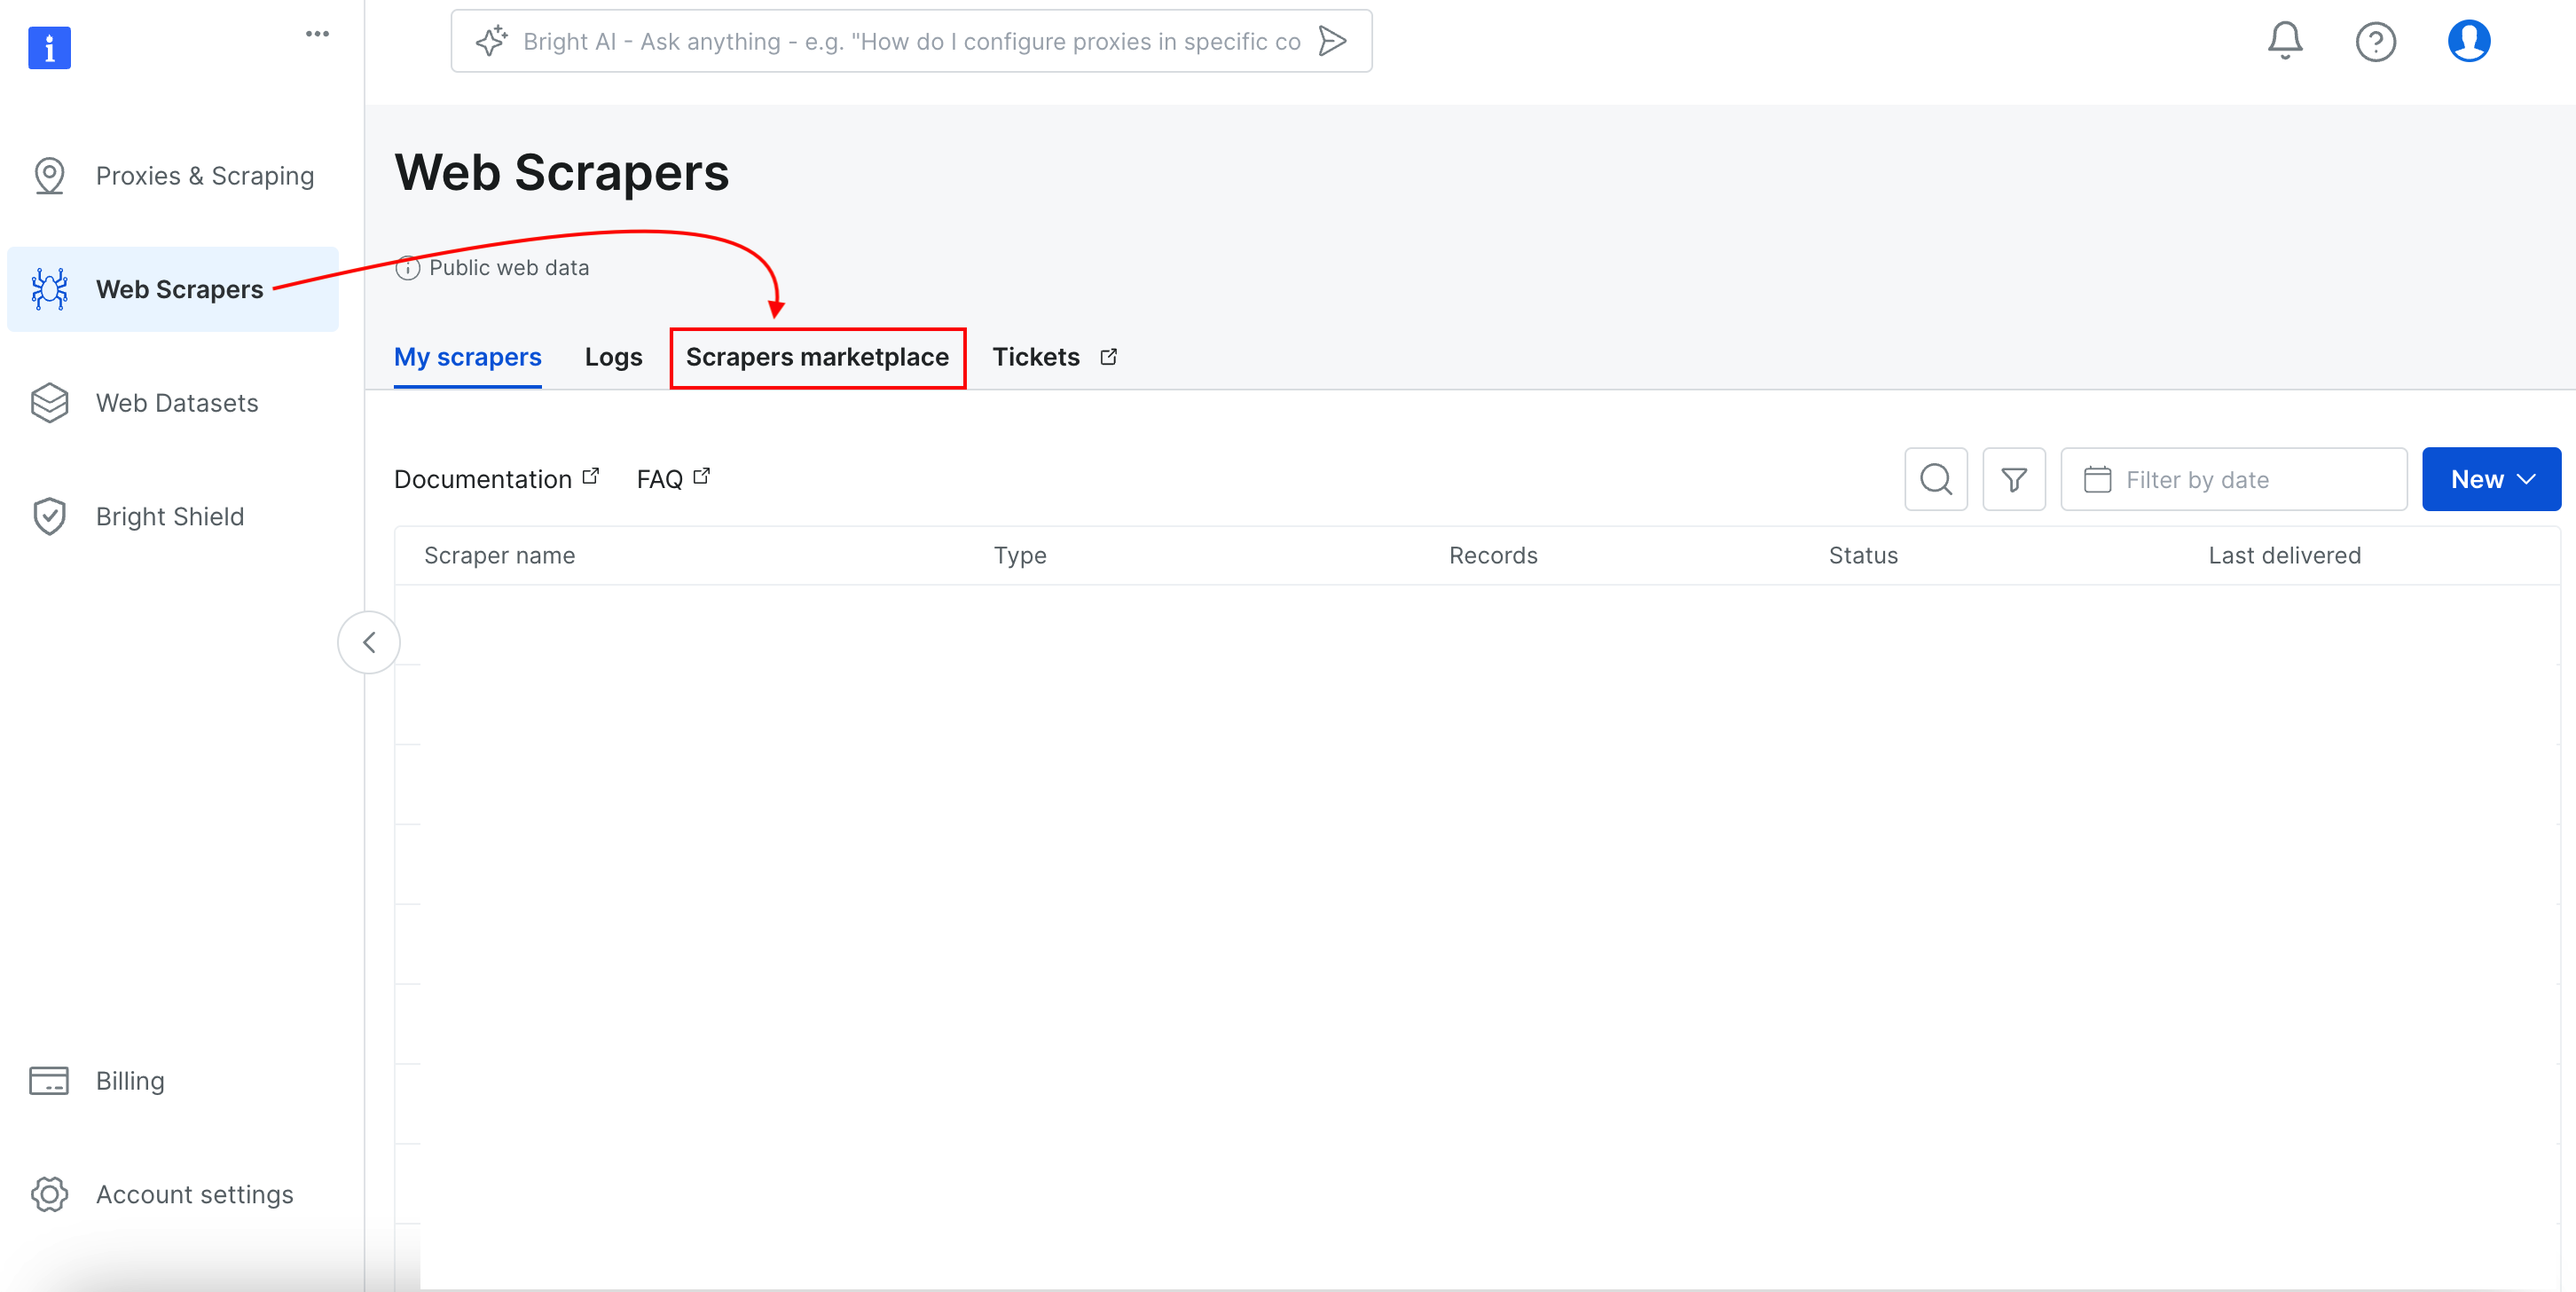 Bright AI - Ask anything - e.g. "How do I configure proxies in specific co
Proxies & Scraping
Web Scrapers
Web Datasets
Bright Shield
Billing
Account settings
Web Scrapers
Public web data
My scrapers Logs Scrapers marketplace Tickets
Documentation FAQ Filter by date New
Scraper name Type Records Status Last delivered